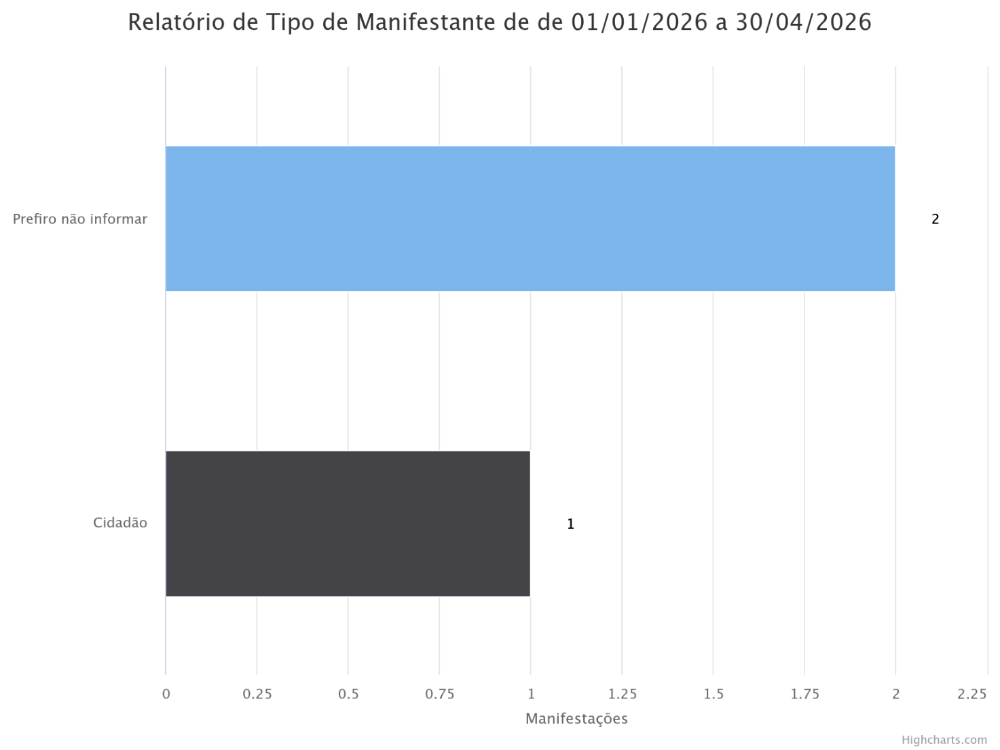 Relatório de Tipo de Manifestante de de 01/01/2026 a 30/04/2026
Prefiro não informar
2
Cidadão
1
0 0.25 0.5 0.75 1 1.25 1.5 1.75 2 2.25
Manifestações
Highcharts.com